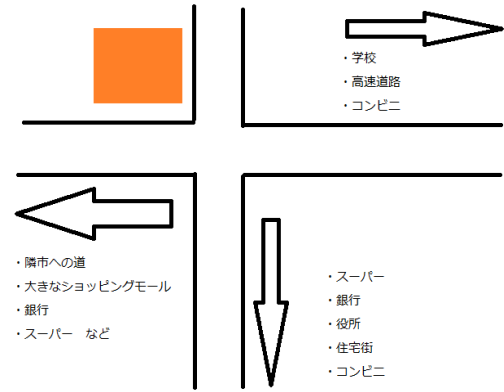 ・学校
・高速道路
・コンビニ
・隣市への道
・大きなショッピングモール
・銀行
・スーパー　など
・スーパー
・銀行
・役所
・住宅街
・コンビニ